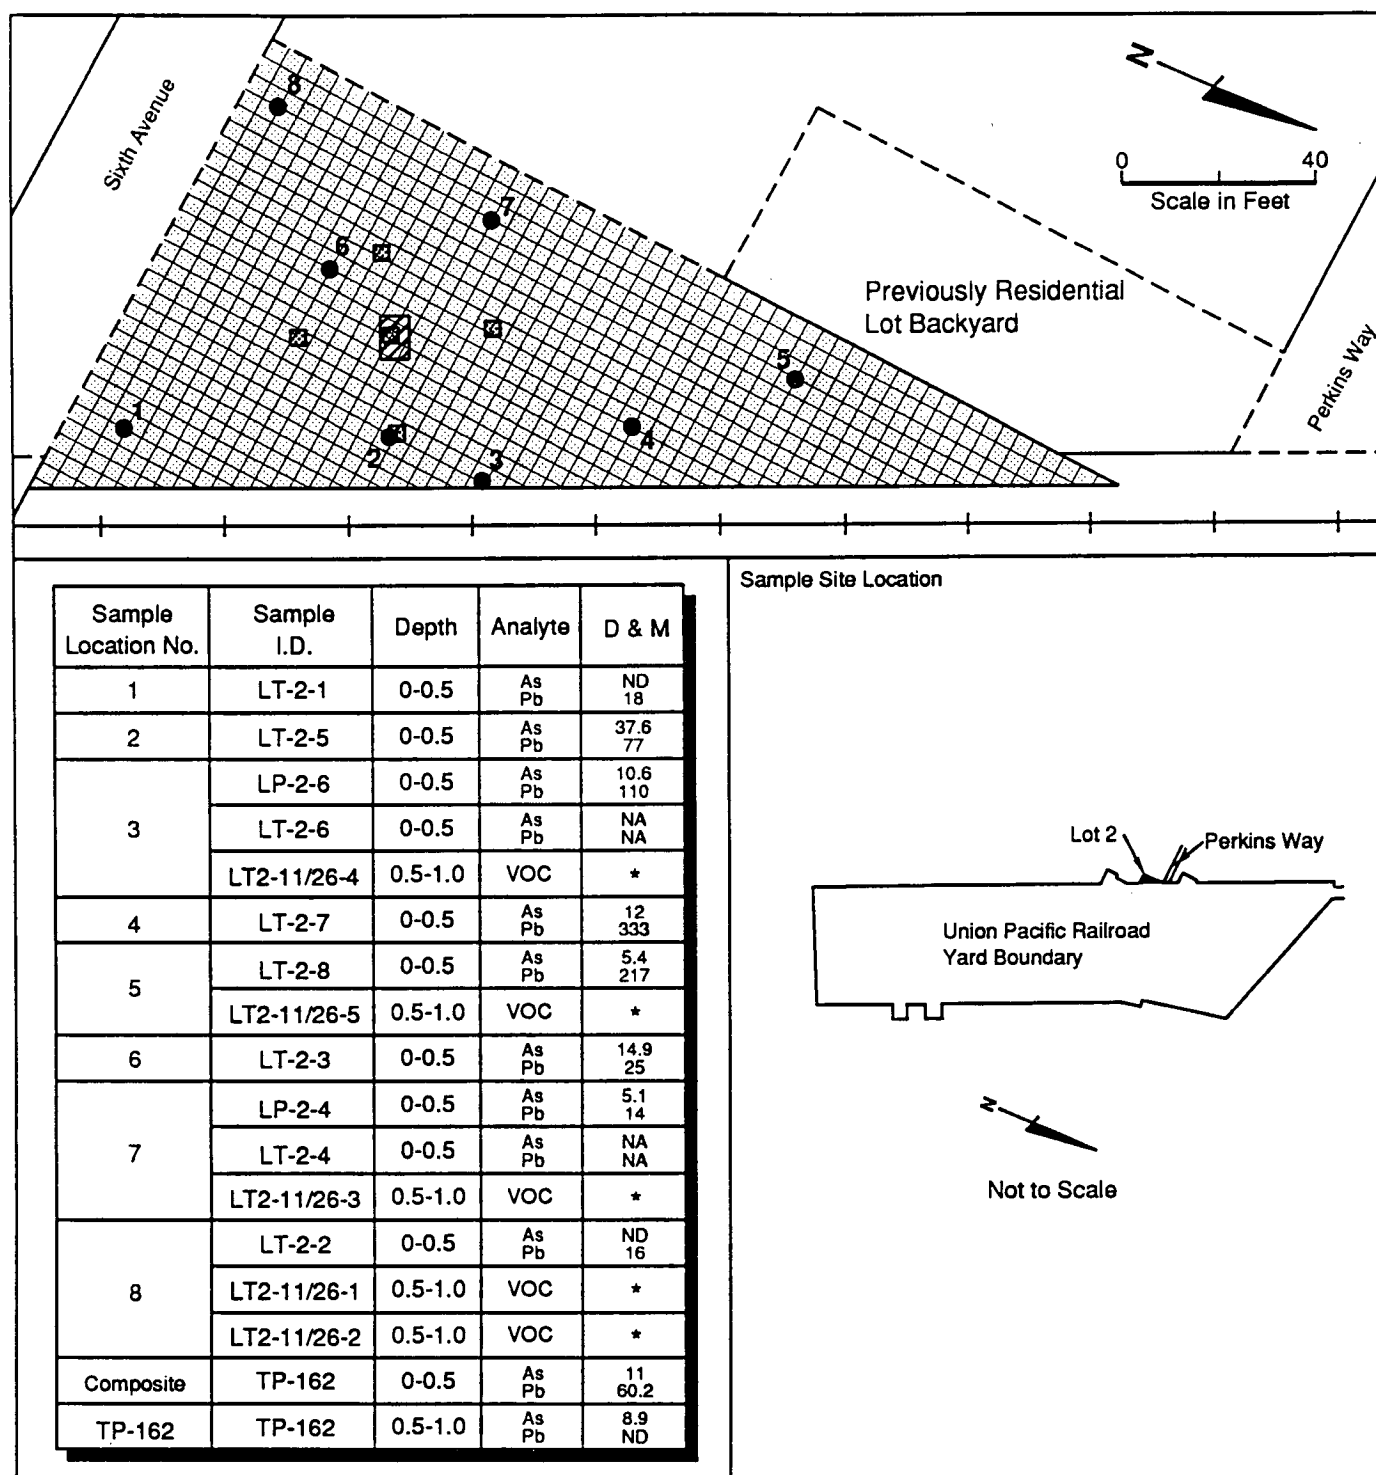 Sixth Avenue
8
7
6
5
1
2
3
4
N
0 40
Scale in Feet
Previously Residential
Lot Backyard
Perkins Way
Sample Location No. Sample I.D. Depth Analyte D & M
1 LT-2-1 0-0.5 As ND
Pb 18
2 LT-2-5 0-0.5 As 37.6
Pb 77
3 LP-2-6 0-0.5 As 10.6
Pb 110
LT-2-6 0-0.5 As NA
Pb NA
LT2-11/26-4 0.5-1.0 VOC *
4 LT-2-7 0-0.5 As 12
Pb 333
5 LT-2-8 0-0.5 As 5.4
Pb 217
LT2-11/26-5 0.5-1.0 VOC *
6 LT-2-3 0-0.5 As 14.9
Pb 25
7 LP-2-4 0-0.5 As 5.1
Pb 14
LT-2-4 0-0.5 As NA
Pb NA
LT2-11/26-3 0.5-1.0 VOC *
8 LT-2-2 0-0.5 As ND
Pb 16
LT2-11/26-1 0.5-1.0 VOC *
LT2-11/26-2 0.5-1.0 VOC *
Composite TP-162 0-0.5 As 11
Pb 60.2
TP-162 TP-162 0.5-1.0 As 8.9
Pb ND
Sample Site Location
Lot 2
Perkins Way
Union Pacific Railroad
Yard Boundary
N
Not to Scale